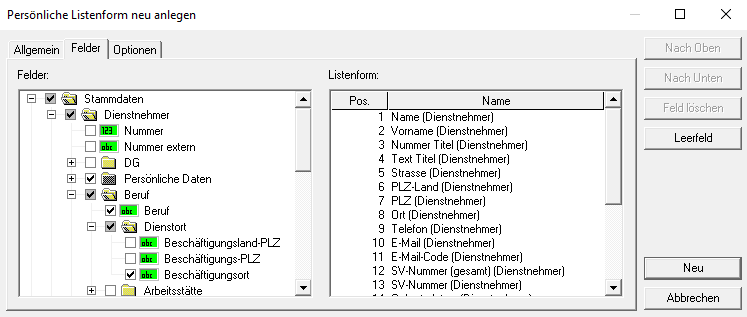 Persönliche Listenform neu anlegen
Allgemein Felder Optionen
Felder:
Stammdaten
Dienstnehmer
123 Nummer
abc Nummer extern
DG
Persönliche Daten
Beruf
abc Beruf
Dienstort
abc Beschäftigungsland-PLZ
abc Beschäftigungs-PLZ
abc Beschäftigungsort
Arbeitsstätte
Listenform:
Pos. Name
1 Name (Dienstnehmer)
2 Vorname (Dienstnehmer)
3 Nummer Titel (Dienstnehmer)
4 Text Titel (Dienstnehmer)
5 Strasse (Dienstnehmer)
6 PLZ-Land (Dienstnehmer)
7 PLZ (Dienstnehmer)
8 Ort (Dienstnehmer)
9 Telefon (Dienstnehmer)
10 E-Mail (Dienstnehmer)
11 E-Mail-Code (Dienstnehmer)
12 SV-Nummer (gesamt) (Dienstnehmer)
13 SV-Nummer (Dienstnehmer)
Nach Oben
Nach Unten
Feld löschen
Leerfeld
Neu
Abbrechen